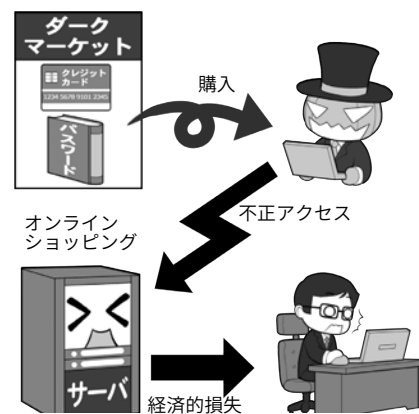 ダーク
マーケット
クレジット
カード
1234 5678 9101 2345
パスワード
購入
不正アクセス
オンライン
ショッピング
サーバ
経済的損失